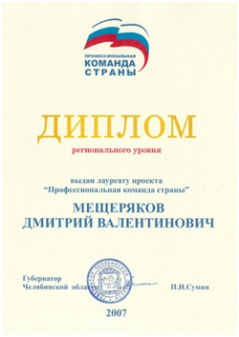 ПРОФЕССИОНАЛЬНАЯ
КОМАНДА
СТРАНЫ
ДИПЛОМ
регионального уровня
выдан лауреату проекта
“Профессиональная команда страны”
МЕЩЕРЯКОВ
ДМИТРИЙ ВАЛЕНТИНОВИЧ
Губернатор
Челябинской области П.И.Сумин
2007